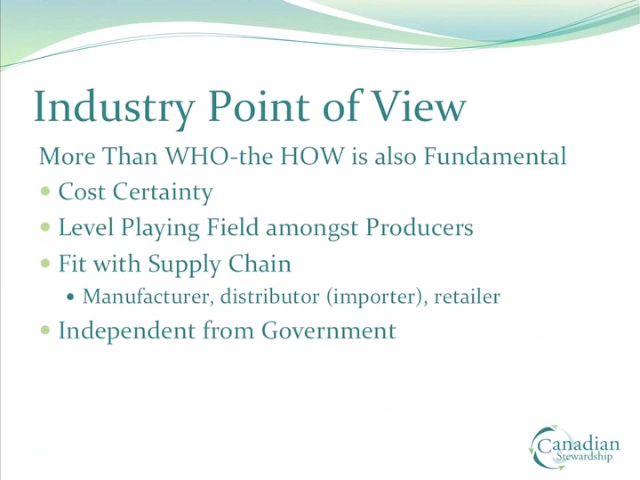 Industry Point of View
More Than WHO-the HOW is also Fundamental
Cost Certainty
Level Playing Field amongst Producers
Fit with Supply Chain
Manufacturer, distributor (importer), retailer
Independent from Government
Canadian
Stewardship